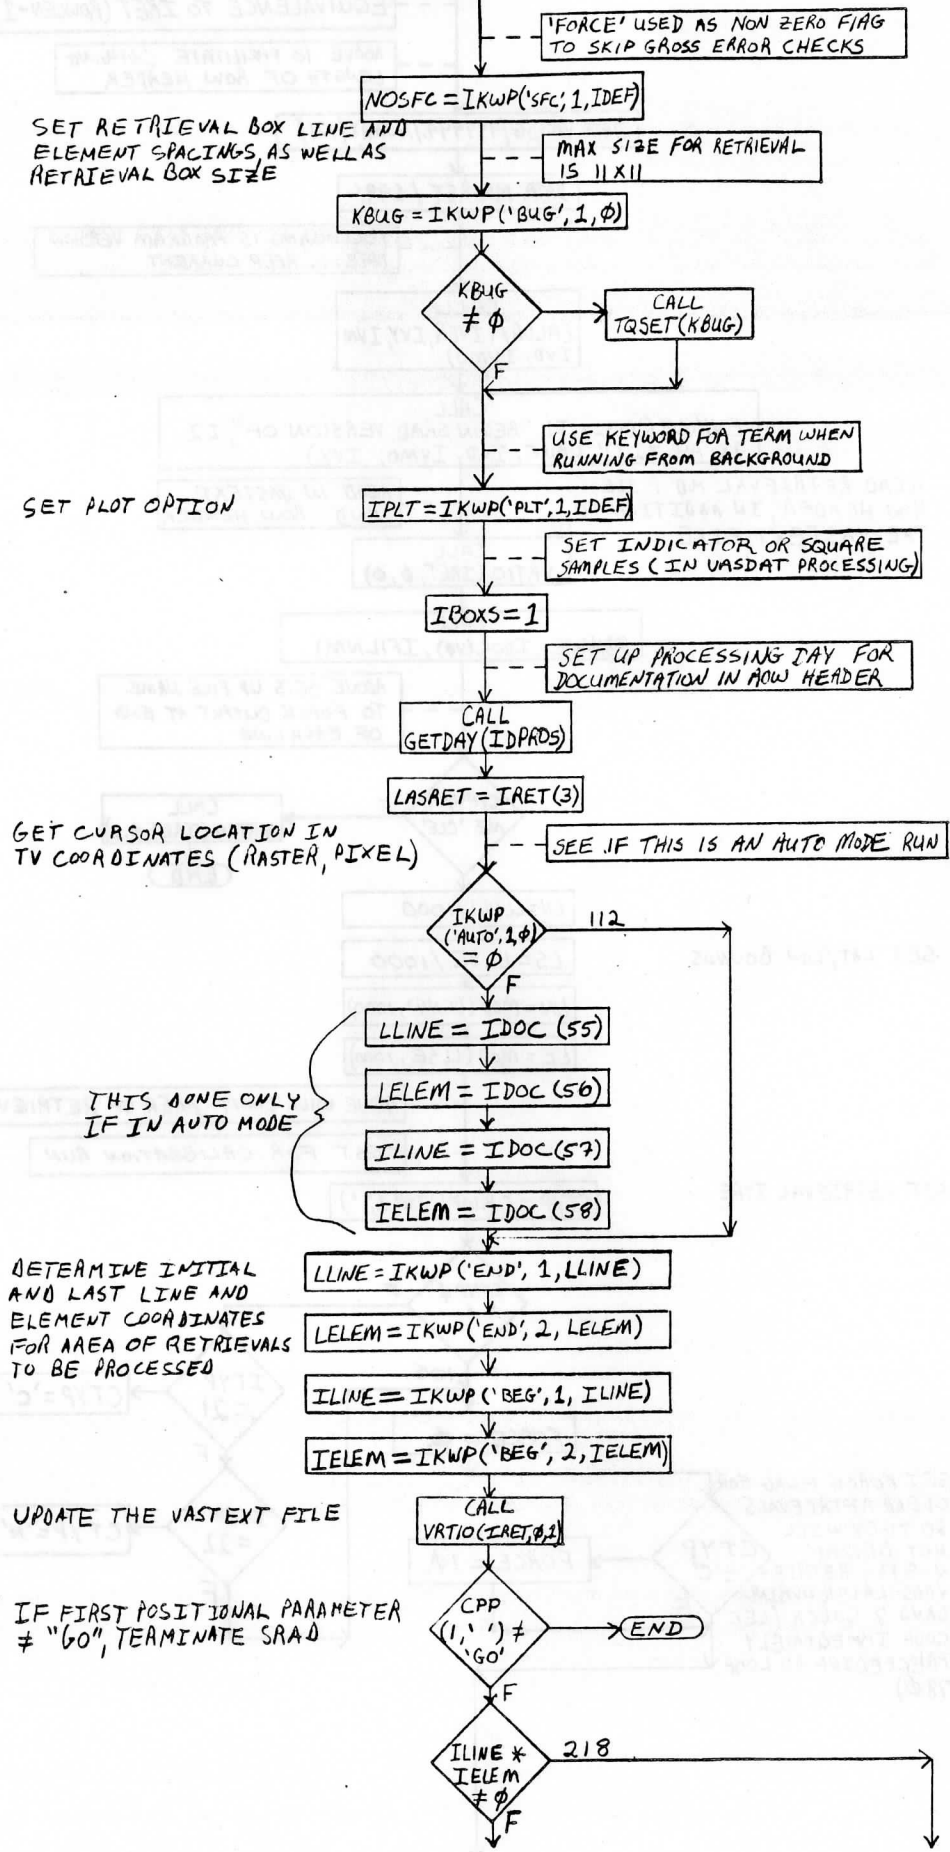 'FORCE' USED AS NON ZERO FLAG
TO SKIP GROSS ERROR CHECKS
NOSFC = IKWP('SFC',1,IDEF)
SET RETRIEVAL BOX LINE AND
ELEMENT SPACINGS, AS WELL AS
RETRIEVAL BOX SIZE
MAX SIZE FOR RETRIEVAL
IS 11X11
KBUG = IKWP('BUG',1,φ)
KBUG
≠ φ
CALL
TQSET(KBUG)
F
USE KEYWORD FOR TERM WHEN
RUNNING FROM BACKGROUND
SET PLOT OPTION
IPLT = IKWP('PLT',1,IDEF)
SET INDICATOR OR SQUARE
SAMPLES (IN VASDAT PROCESSING)
IBOXS = 1
SET UP PROCESSING DAY FOR
DOCUMENTATION IN ROW HEADER
CALL
GETDAY(IDPROS)
LASRET = IRET(3)
GET CURSOR LOCATION IN
TV COORDINATES (RASTER, PIXEL)
SEE IF THIS IS AN AUTO MODE RUN
IKWP
('AUTO',1,φ)
= φ
112
F
LLINE = IDOC (55)
LELEM = IDOC (56)
THIS DONE ONLY
IF IN AUTO MODE
ILINE = IDOC(57)
IELEM = IDOC (58)
DETERMINE INITIAL
AND LAST LINE AND
ELEMENT COORDINATES
FOR AREA OF RETRIEVALS
TO BE PROCESSED
LLINE = IKWP('END', 1, LLINE)
LELEM = IKWP('END', 2, LELEM)
ILINE = IKWP('BEG', 1, ILINE)
IELEM = IKWP('BEG', 2, IELEM)
UPDATE THE VASTEXT FILE
CALL
VRTIO(IRET,φ,1)
IF FIRST POSITIONAL PARAMETER
≠ "GO", TERMINATE SRAD
CPP
(1,' ') ≠
'GO'
END
F
ILINE *
IELEM
≠ φ
218
F